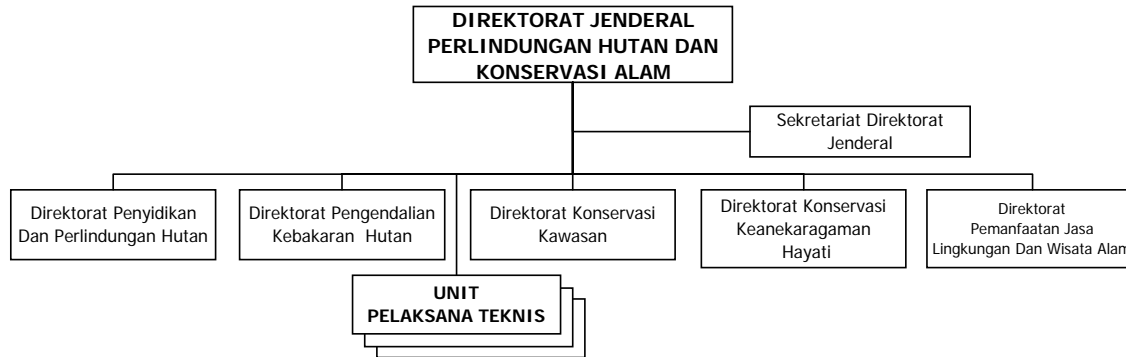 DIREKTORAT JENDERAL
PERLINDUNGAN HUTAN DAN
KONSERVASI ALAM
Sekretariat Direktorat
Jenderal
Direktorat Penyidikan
Dan Perlindungan Hutan
Direktorat Pengendalian
Kebakaran Hutan
Direktorat Konservasi
Kawasan
Direktorat Konservasi
Keanekaragaman
Hayati
Direktorat
Pemanfaatan Jasa
Lingkungan Dan Wisata Alam
UNIT
PELAKSANA TEKNIS